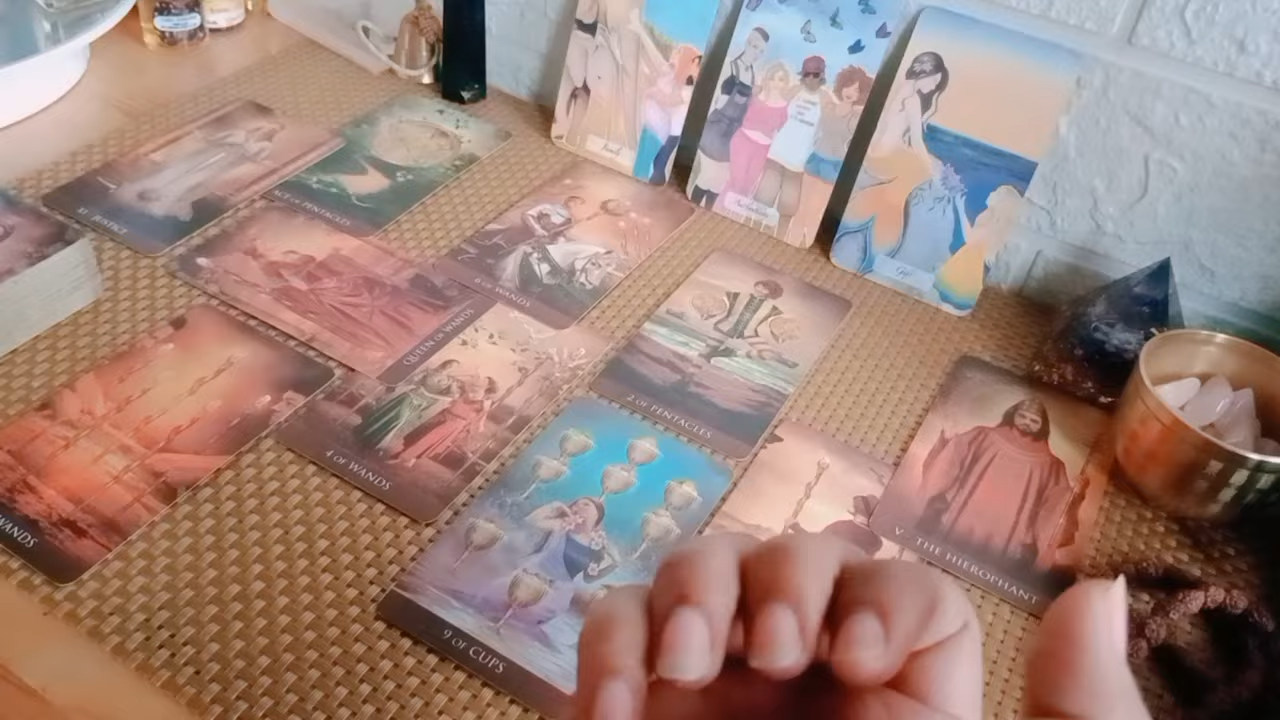 XI · JUSTICE
OF PENTACLES
6 OF WANDS
QUEEN OF WANDS
2 OF PENTACLES
4 OF WANDS
WANDS
9 OF CUPS
V · THE HIEROPHANT